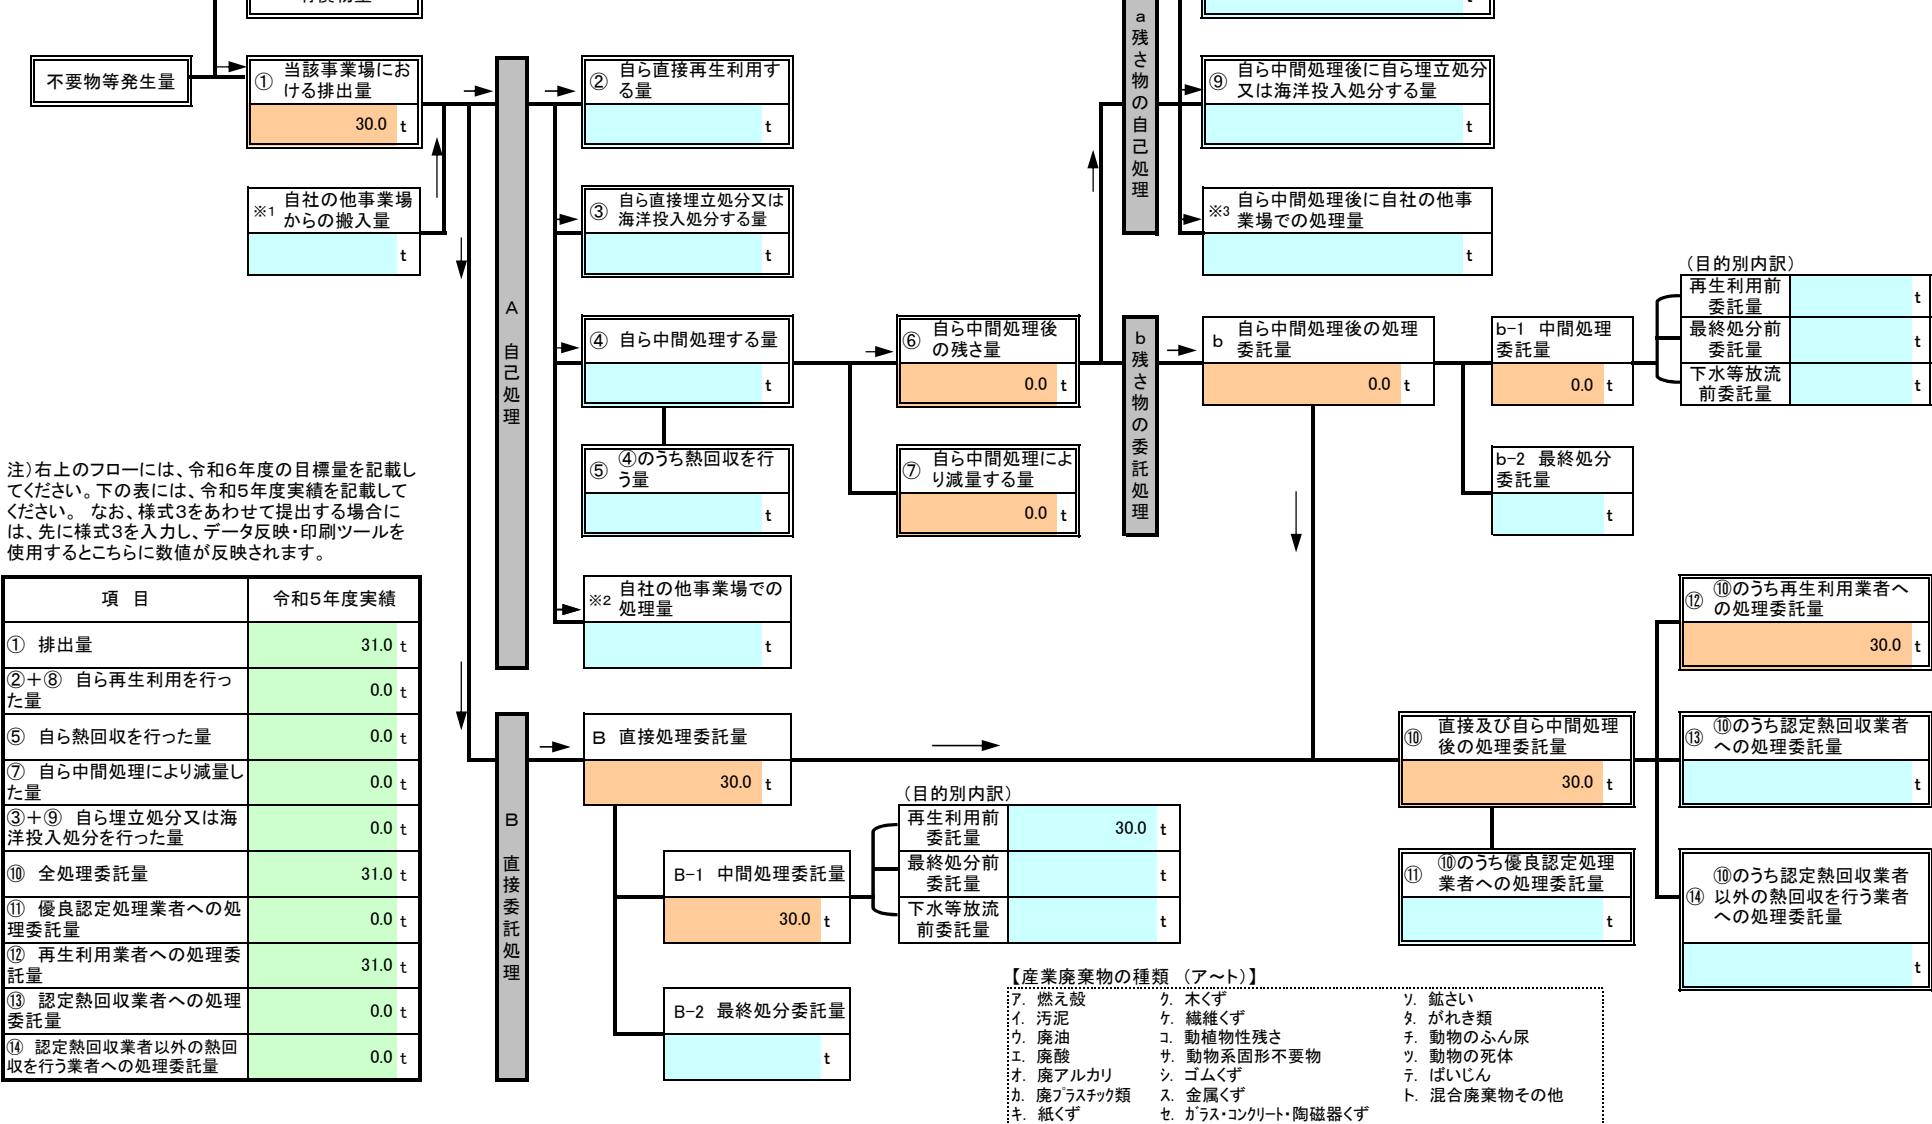 t
不要物等発生量
① 当該事業場にお
ける排出量
30.0 t
※1 自社の他事業場
からの搬入量
t
A 自己処理
② 自ら直接再生利用す
る量
t
③ 自ら直接埋立処分又は
海洋投入処分する量
t
④ 自ら中間処理する量
t
⑤ ④のうち熱回収を行
う量
t
※2 自社の他事業場での
処理量
t
⑥ 自ら中間処理後
の残さ量
0.0 t
⑦ 自ら中間処理によ
り減量する量
0.0 t
a残さ物の自己処理
⑨ 自ら中間処理後に自ら埋立処分
又は海洋投入処分する量
t
※3 自ら中間処理後に自社の他事
業場での処理量
t
b残さ物の委託処理
b 自ら中間処理後の処理
委託量
0.0 t
b-1 中間処理
委託量
0.0 t
b-2 最終処分
委託量
t
(目的別内訳)
再生利用前
委託量
t
最終処分前
委託量
t
下水等放流
前委託量
t
注)右上のフローには、令和6年度の目標量を記載し
てください。下の表には、令和5年度実績を記載して
ください。 なお、様式3をあわせて提出する場合に
は、先に様式3を入力し、データ反映・印刷ツールを
使用するとこちらに数値が反映されます。
項 目 令和5年度実績
① 排出量 31.0 t
②+⑧ 自ら再生利用を行っ
た量 0.0 t
⑤ 自ら熱回収を行った量 0.0 t
⑦ 自ら中間処理により減量し
た量 0.0 t
③+⑨ 自ら埋立処分又は海
洋投入処分を行った量 0.0 t
⑩ 全処理委託量 31.0 t
⑪ 優良認定処理業者への処
理委託量 0.0 t
⑫ 再生利用業者への処理委
託量 31.0 t
⑬ 認定熱回収業者への処理
委託量 0.0 t
⑭ 認定熱回収業者以外の熱回
収を行う業者への処理委託量 0.0 t
B 直接委託処理
B 直接処理委託量
30.0 t
B-1 中間処理委託量
30.0 t
B-2 最終処分委託量
t
(目的別内訳)
再生利用前
委託量
30.0 t
最終処分前
委託量
t
下水等放流
前委託量
t
⑩ 直接及び自ら中間処理
後の処理委託量
30.0 t
⑪ ⑩のうち優良認定処理
業者への処理委託量
t
⑫ ⑩のうち再生利用業者へ
の処理委託量
30.0 t
⑬ ⑩のうち認定熱回収業者
への処理委託量
t
⑭ ⑩のうち認定熱回収業者
以外の熱回収を行う業者
への処理委託量
t
【産業廃棄物の種類 (ア~ト)】
ア. 燃え殻 ク. 木くず ソ. 鉱さい
イ. 汚泥 ケ. 繊維くず タ. がれき類
ウ. 廃油 コ. 動植物性残さ チ. 動物のふん尿
エ. 廃酸 サ. 動物系固形不要物 ツ. 動物の死体
オ. 廃アルカリ シ. ゴムくず テ. ばいじん
カ. 廃プラスチック類 ス. 金属くず ト. 混合廃棄物その他
キ. 紙くず セ. ガラス・コンクリート・陶磁器くず